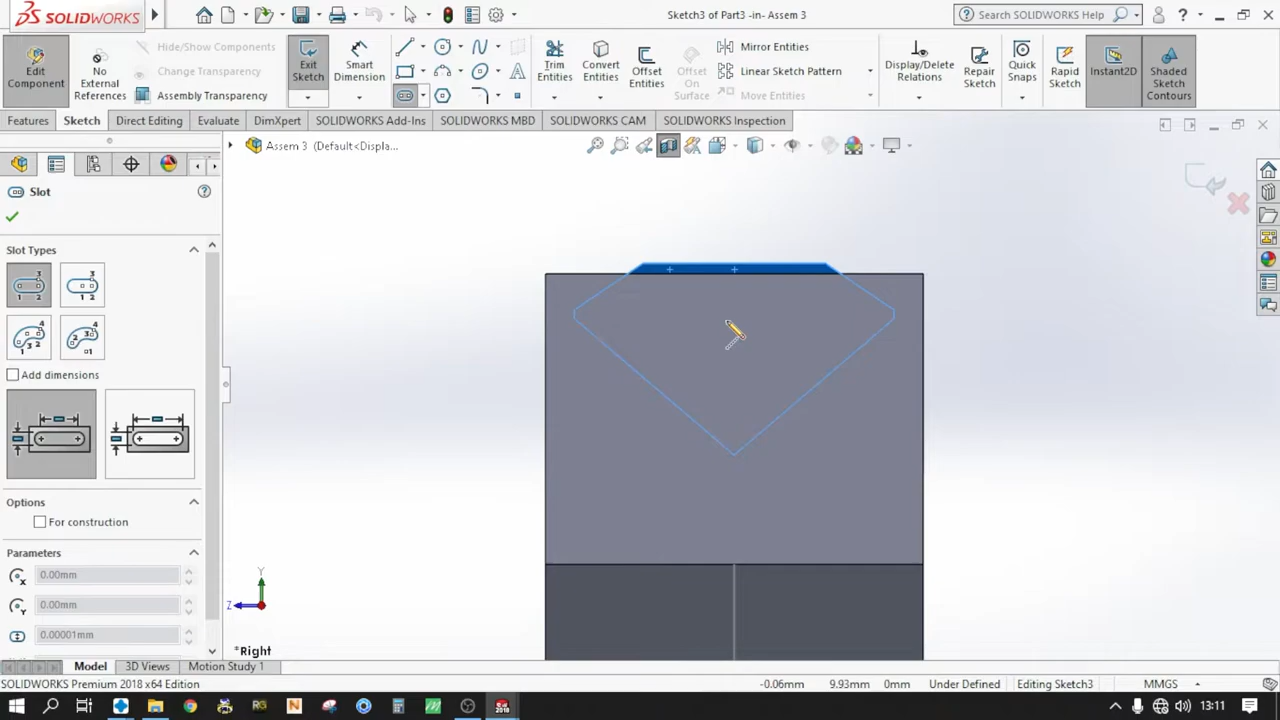 SOLIDWORKS
Sketch3 of Part3 -in- Assem 3
Search SOLIDWORKS Help
?
Edit Component
No External References
Hide/Show Components
Change Transparency
Assembly Transparency
Exit Sketch
Smart Dimension
Trim Entities
Convert Entities
Offset Entities
Offset On Surface
Mirror Entities
Linear Sketch Pattern
Move Entities
Display/Delete Relations
Repair Sketch
Quick Snaps
Rapid Sketch
Instant2D
Shaded Sketch Contours
Features
Sketch
Direct Editing
Evaluate
DimXpert
SOLIDWORKS Add-Ins
SOLIDWORKS MBD
SOLIDWORKS CAM
SOLIDWORKS Inspection
Assem 3 (Default<Displa...
Slot
Slot Types
Add dimensions
Options
For construction
Parameters
0.00mm
0.00mm
0.00001mm
Y
Z
*Right
Model
3D Views
Motion Study 1
SOLIDWORKS Premium 2018 x64 Edition
-0.06mm
9.93mm
0mm
Under Defined
Editing Sketch3
MMGS
13:11